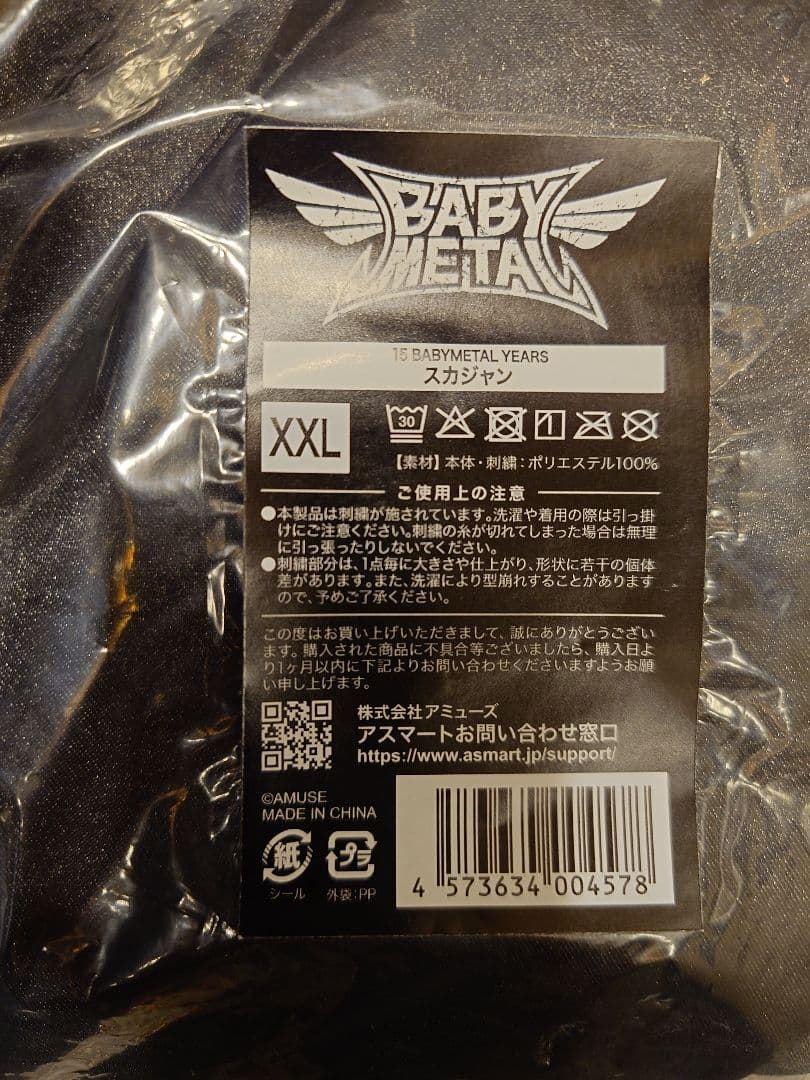 BABY
METAL
15 BABYMETAL YEARS
スカジャン
XXL
30
【素材】本体・刺繍：ポリエステル100%
ご使用上の注意
●本製品は刺繍が施されています。洗濯や着用の際は引っ掛
けにご注意ください。刺繍の糸が切れてしまった場合は無理
に引っ張ったりしないでください。
●刺繍部分は、1点毎に大きさや仕上がり、形状に若干の個体
差があります。また、洗濯により型崩れすることがあります
ので、予めご了承ください。
この度はお買い上げいただきまして、誠にありがとうござい
ます。購入された商品に不具合等ございましたら、購入日よ
り1ヶ月以内に下記よりお問い合わせくださいますようお願
い申し上げます。
株式会社アミューズ
アスマートお問い合わせ窓口
https://www.asmart.jp/support/
©AMUSE
MADE IN CHINA
紙
プラ
シール
外袋：PP
4 573634 004578